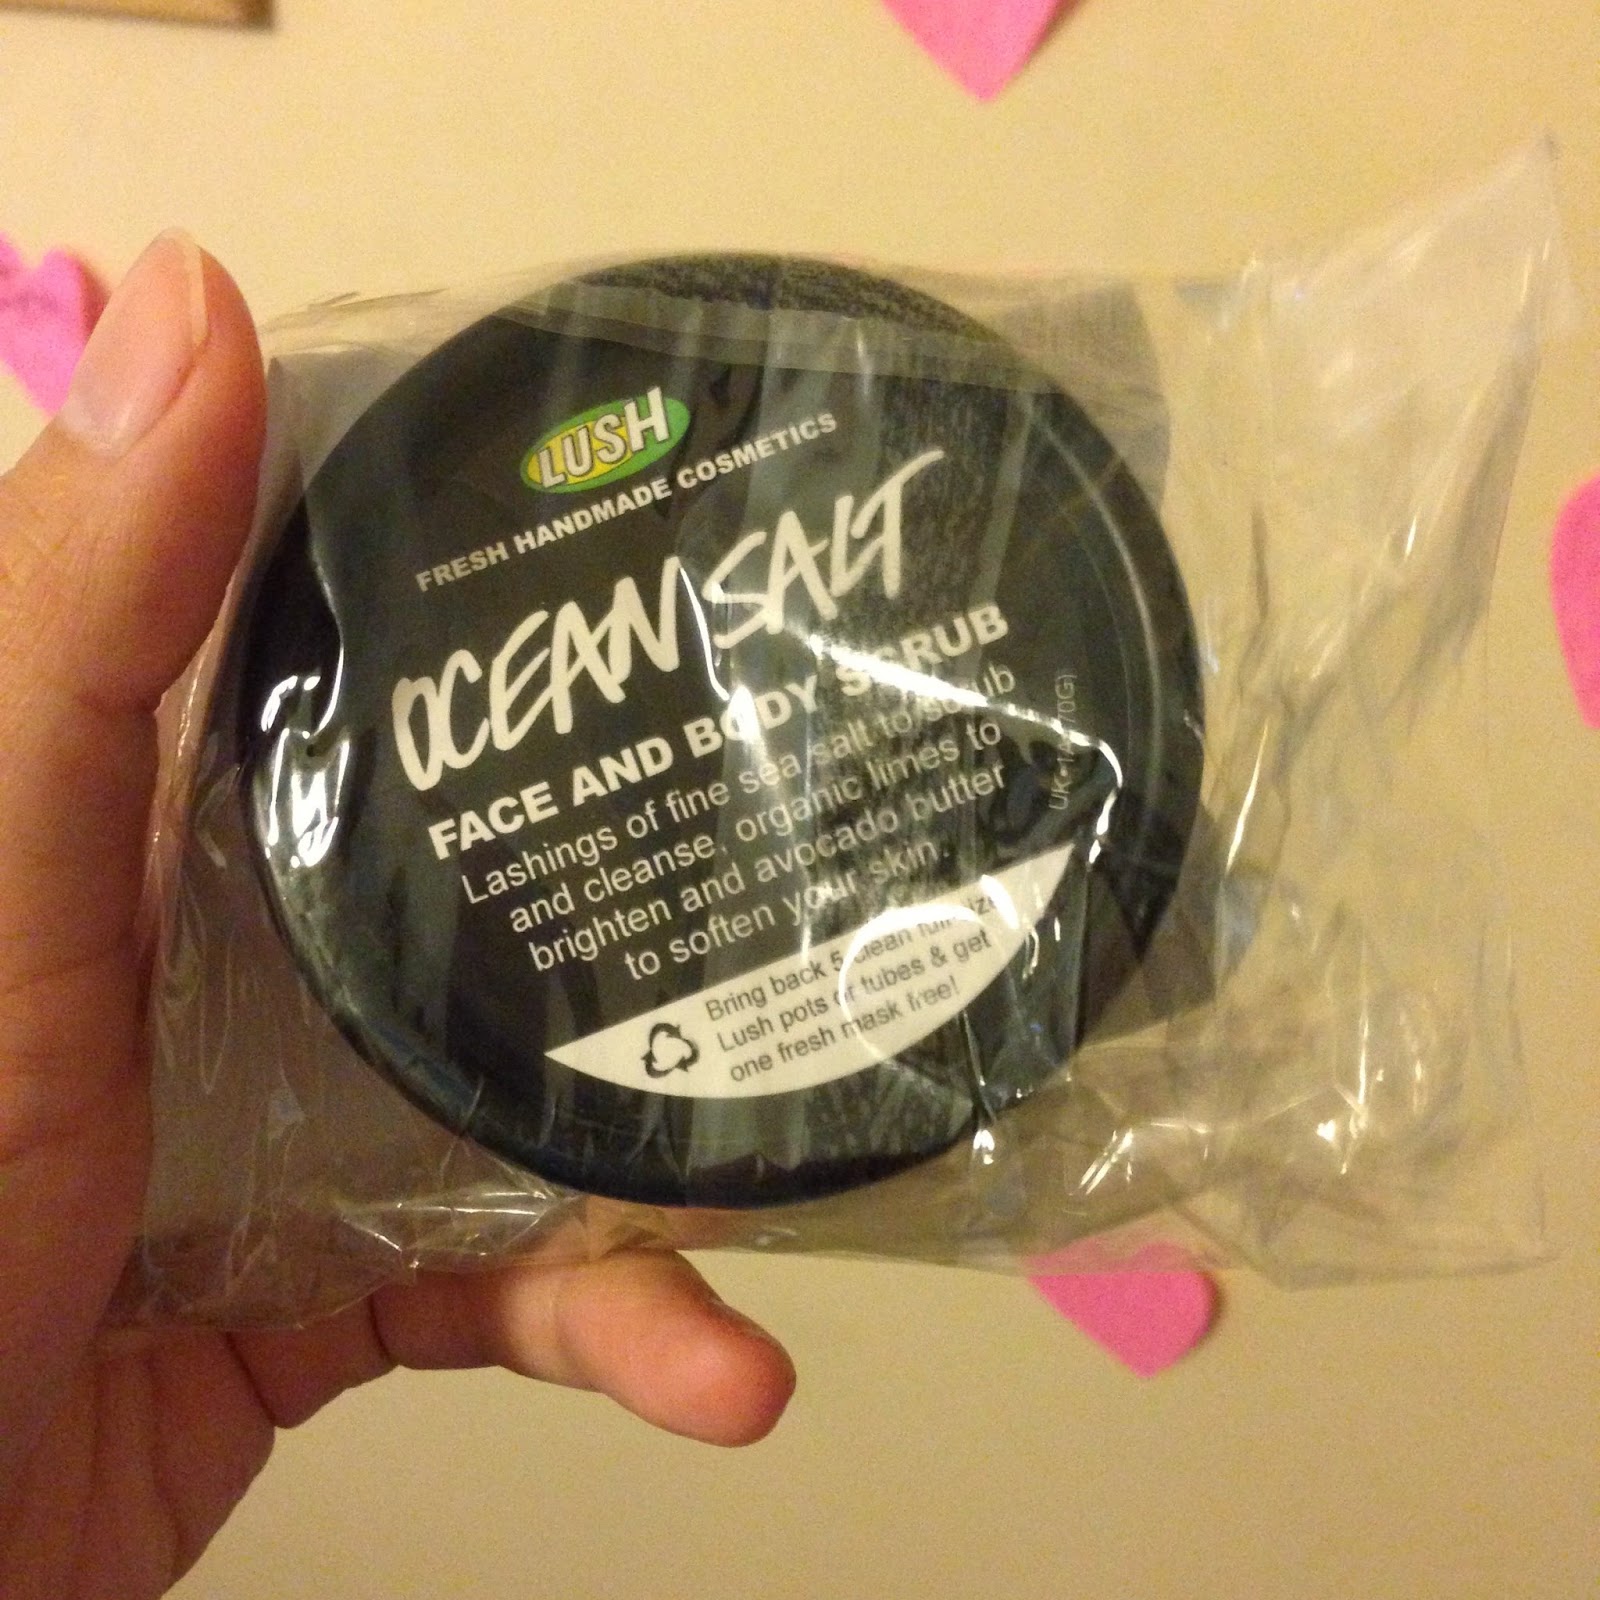 LUSH
FRESH HANDMADE COSMETICS
OCEAN SALT
FACE AND BODY SCRUB
Lashings of fine sea salt to scrub
and cleanse, organic limes to
brighten and avocado butter
to soften your skin.
Bring back 5 clean full size
Lush pots or tubes & get
one fresh mask free!